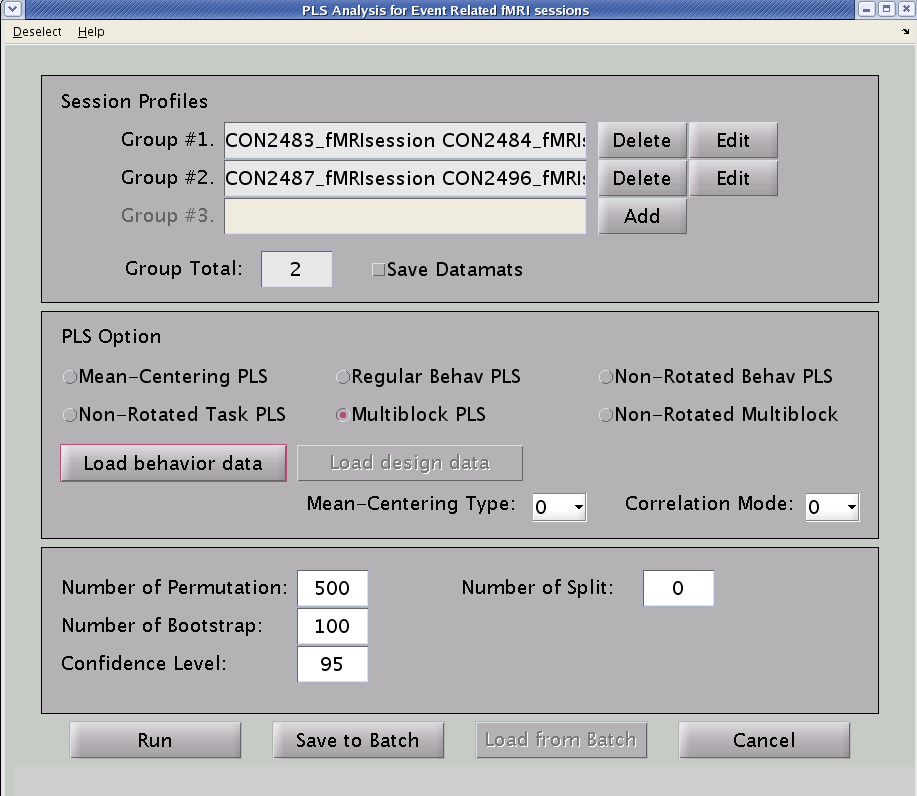 PLS Analysis for Event Related fMRI sessions
Deselect Help
Session Profiles
Group #1. CON2483_fMRIsession CON2484_fMRIs Delete Edit
Group #2. CON2487_fMRIsession CON2496_fMRIs Delete Edit
Group #3. Add
Group Total: 2 Save Datamats
PLS Option
Mean-Centering PLS Regular Behav PLS Non-Rotated Behav PLS
Non-Rotated Task PLS Multiblock PLS Non-Rotated Multiblock
Load behavior data Load design data
Mean-Centering Type: 0 Correlation Mode: 0
Number of Permutation: 500 Number of Split: 0
Number of Bootstrap: 100
Confidence Level: 95
Run Save to Batch Load from Batch Cancel